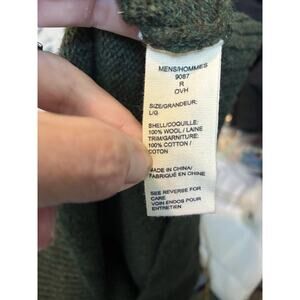 MENS/HOMMES
9087
R
OVH
SIZE/GRANDEUR:
L/G
SHELL/COQUILLE:
100% WOOL / LAINE
TRIM/GARNITURE:
100% COTTON /
COTON
MADE IN CHINA/
FABRIQUÉ EN CHINE
SEE REVERSE FOR
CARE
VOIR ENDOS POUR
ENTRETIEN